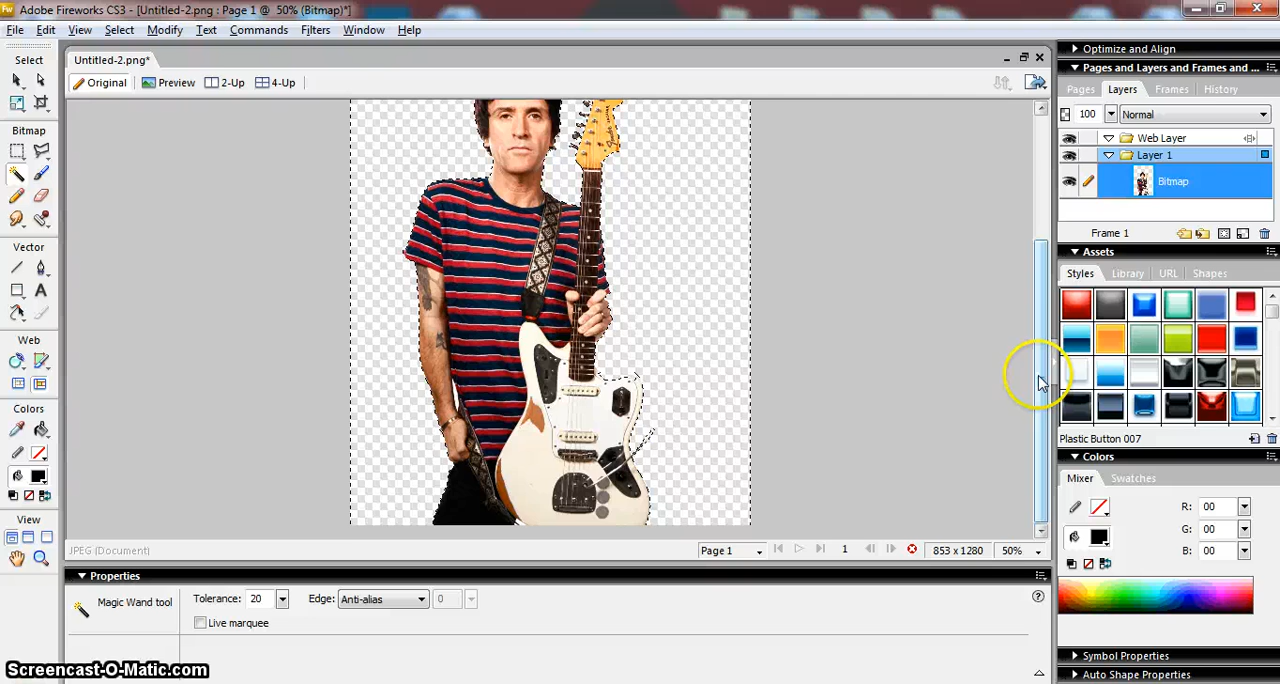 Adobe Fireworks CS3 - [Untitled-2.png : Page 1 @ 50% (Bitmap)*]
File Edit View Select Modify Text Commands Filters Window Help
Select
Bitmap
Vector
Web
Colors
View
Untitled-2.png*
Original Preview 2-Up 4-Up
Fender
JPEG (Document)
Page 1
1
853 x 1280
50%
Properties
Magic Wand tool
Tolerance: 20
Edge: Anti-alias
0
Live marquee
Optimize and Align
Pages and Layers and Frames and ...
Pages Layers Frames History
100 Normal
Web Layer
Layer 1
Bitmap
Frame 1
Assets
Styles Library URL Shapes
Plastic Button 007
Colors
Mixer Swatches
R: 00
G: 00
B: 00
Symbol Properties
Auto Shape Properties
Screencast-O-Matic.com